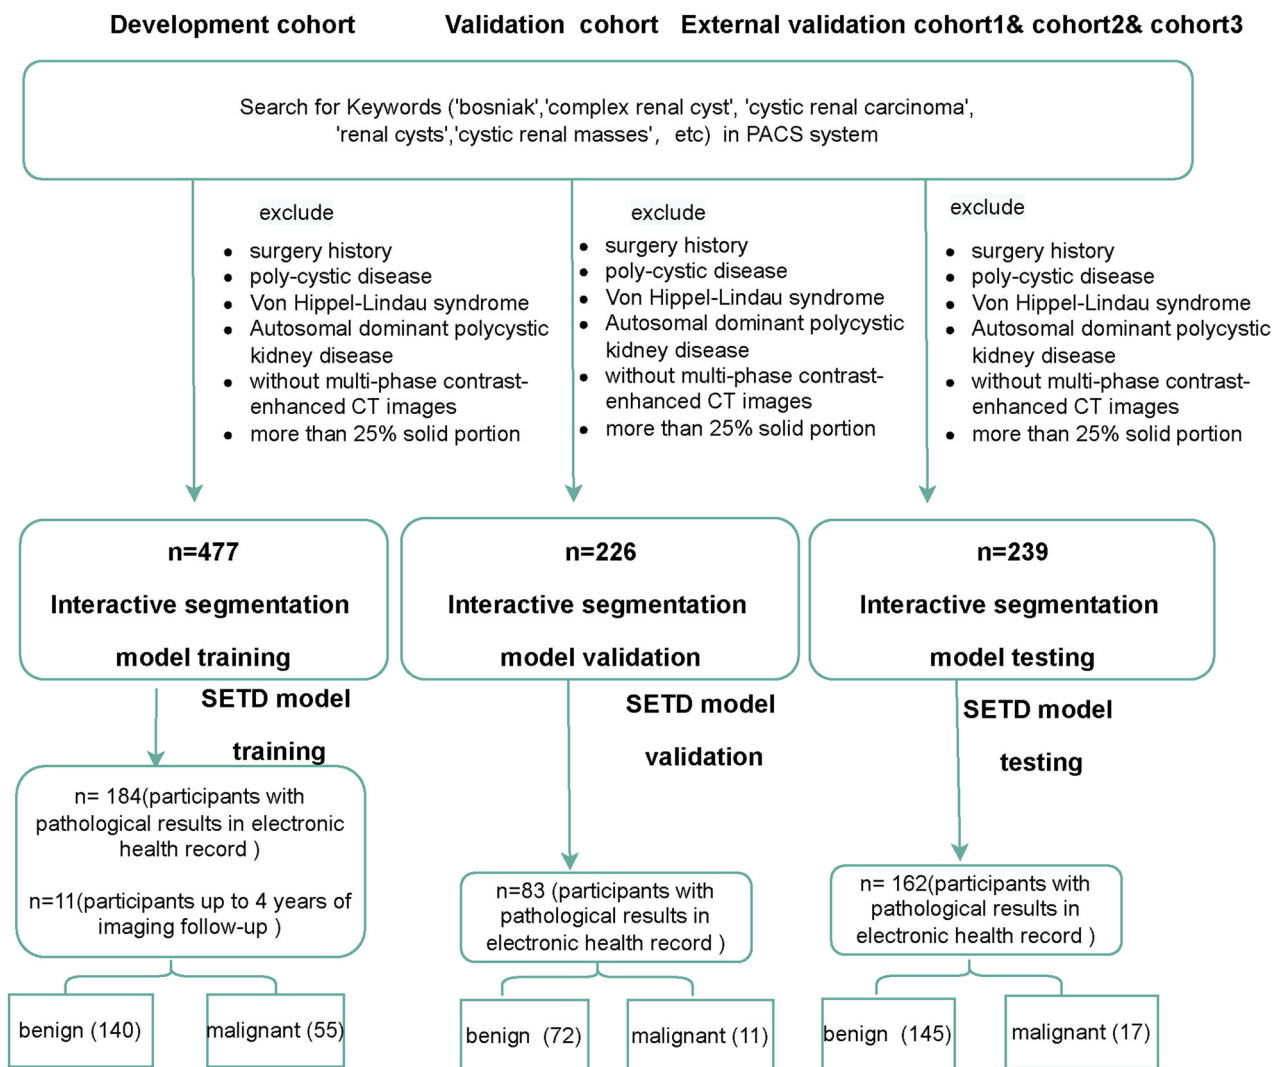 Development cohort
Validation cohort
External validation cohort1& cohort2& cohort3
Search for Keywords ('bosniak','complex renal cyst', 'cystic renal carcinoma',
'renal cysts','cystic renal masses', etc) in PACS system
exclude
• surgery history
• poly-cystic disease
• Von Hippel-Lindau syndrome
• Autosomal dominant polycystic
kidney disease
• without multi-phase contrast-
enhanced CT images
• more than 25% solid portion
exclude
• surgery history
• poly-cystic disease
• Von Hippel-Lindau syndrome
• Autosomal dominant polycystic
kidney disease
• without multi-phase contrast-
enhanced CT images
• more than 25% solid portion
exclude
• surgery history
• poly-cystic disease
• Von Hippel-Lindau syndrome
• Autosomal dominant polycystic
kidney disease
• without multi-phase contrast-
enhanced CT images
• more than 25% solid portion
n=477
Interactive segmentation
model training
n=226
Interactive segmentation
model validation
n=239
Interactive segmentation
model testing
SETD model
training
SETD model
validation
SETD model
testing
n= 184(participants with
pathological results in electronic
health record )
n=11(participants up to 4 years of
imaging follow-up )
n=83 (participants with
pathological results in
electronic health record )
n= 162(participants with
pathological results in
electronic health record )
benign (140)
malignant (55)
benign (72)
malignant (11)
benign (145)
malignant (17)